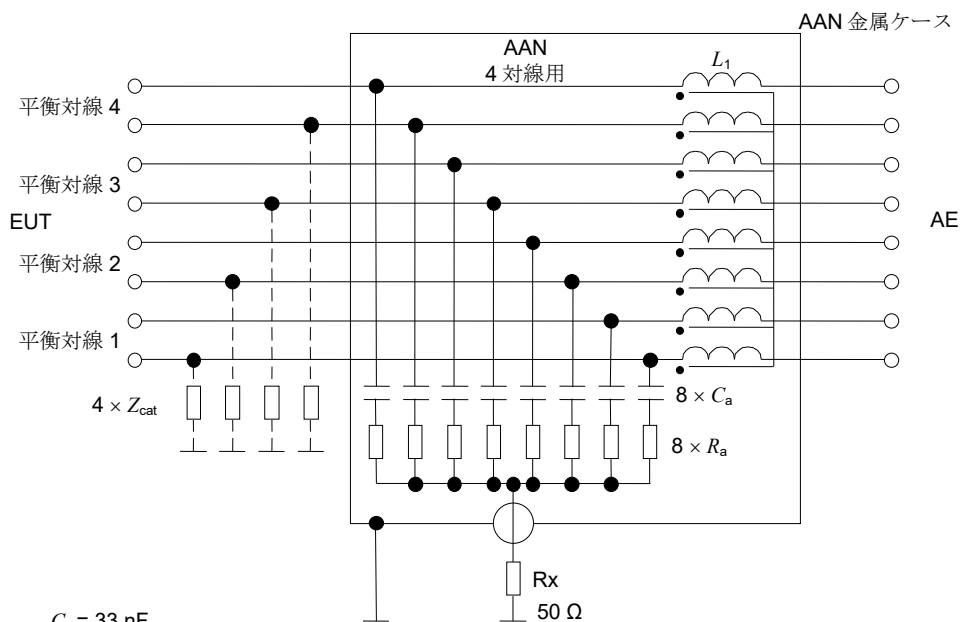 AAN 金属ケース
AAN
4 対線用
L₁
平衡対線 4
平衡対線 3
EUT
AE
平衡対線 2
平衡対線 1
4 × Zcat
8 × Ca
8 × Ra
Rx
50 Ω
= 33 nF